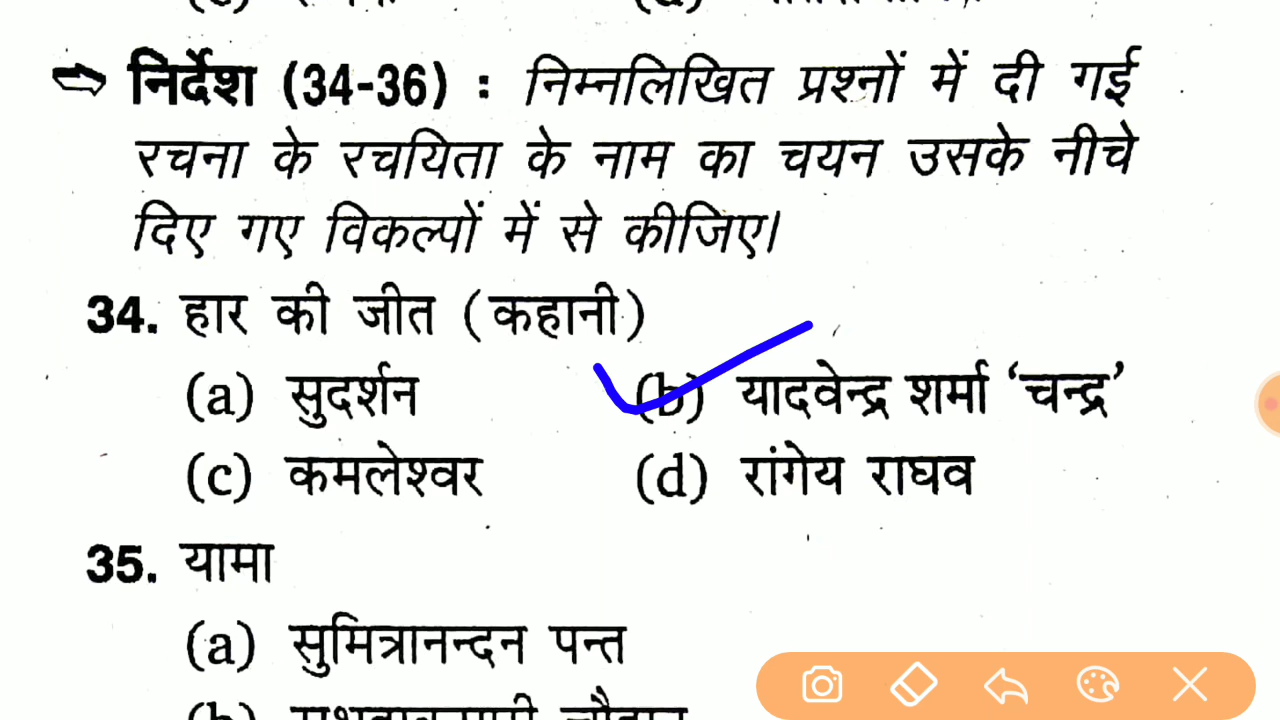 ⇨ निर्देश (34-36) : निम्नलिखित प्रश्नों में दी गई
रचना के रचयिता के नाम का चयन उसके नीचे
दिए गए विकल्पों में से कीजिए।
34. हार की जीत (कहानी)
(a) सुदर्शन (b) यादवेन्द्र शर्मा ‘चन्द्र’
(c) कमलेश्वर (d) रांगेय राघव
35. यामा
(a) सुमित्रानन्दन पन्त